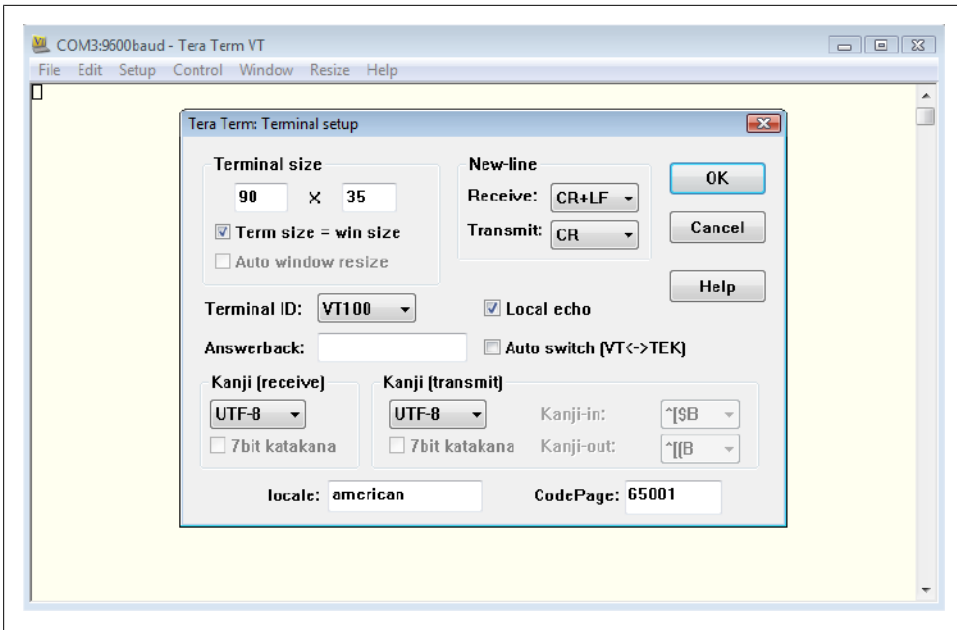 COM3:9600baud - Tera Term VT
File Edit Setup Control Window Resize Help
Tera Term: Terminal setup
Terminal size
90 X 35
Term size = win size
Auto window resize
New-line
Receive: CR+LF
Transmit: CR
OK
Cancel
Help
Terminal ID: VT100
Local echo
Answerback:
Auto switch (VT<->TEK)
Kanji (receive)
UTF-8
7bit katakana
Kanji (transmit)
UTF-8
7bit katakana
Kanji-in: ^[$B
Kanji-out: ^[(B
locale: american
CodePage: 65001